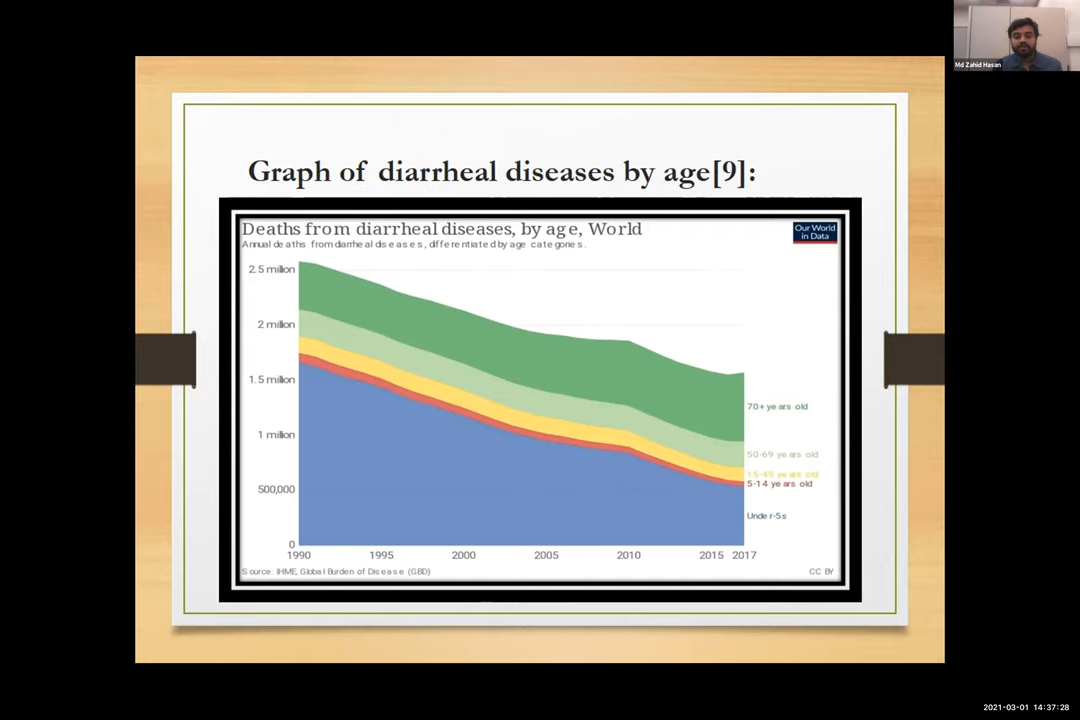 Md Zahid Hasan
Graph of diarrheal diseases by age[9]:
Deaths from diarrheal diseases, by age, World
Annual deaths from diarrheal diseases, differentiated by age categories.
Our World
in Data
2.5 million
2 million
1.5 million
1 million
500,000
0
70+ years old
50-69 years old
15-49 years old
5-14 years old
Under-5s
1990
1995
2000
2005
2010
2015
2017
Source: IHME, Global Burden of Disease (GBD)
CC BY
2021-03-01 14:37:28